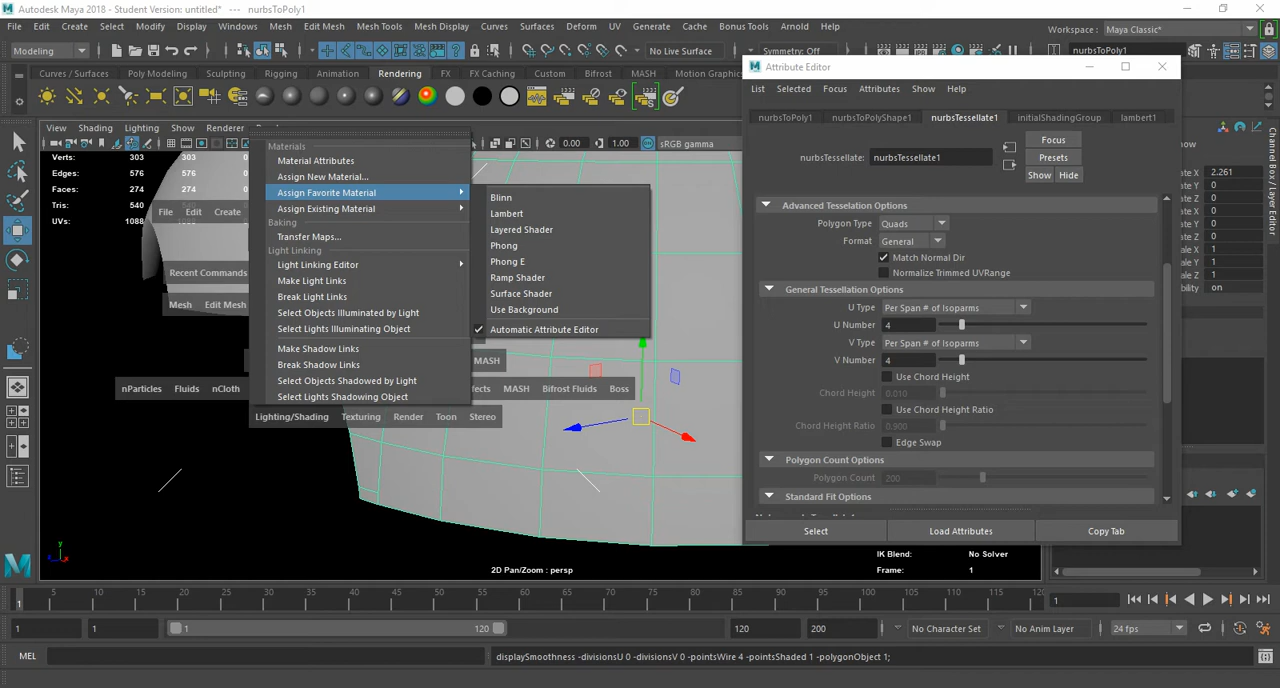 Autodesk Maya 2018 - Student Version: untitled* --- nurbsToPoly1
File Edit Create Select Modify Display Windows Mesh Edit Mesh Mesh Tools Mesh Display Curves Surfaces Deform UV Generate Cache Bonus Tools Arnold Help
Workspace : Maya Classic*
Modeling No Live Surface Symmetry: Off nurbsToPoly1
Curves / Surfaces Poly Modeling Sculpting Rigging Animation Rendering FX FX Caching Custom Bifrost MASH Motion Graphics
Attribute Editor
List Selected Focus Attributes Show Help
nurbsToPoly1 nurbsToPolyShape1 nurbsTessellate1 initialShadingGroup lambert1
nurbsTessellate: nurbsTessellate1
Focus
Presets
Show Hide
Advanced Tesselation Options
Polygon Type Quads
Format General
Match Normal Dir
Normalize Trimmed UVRange
General Tessellation Options
U Type Per Span # of Isoparms
U Number 4
V Type Per Span # of Isoparms
V Number 4
Use Chord Height
Chord Height 0.010
Use Chord Height Ratio
Chord Height Ratio 0.900
Edge Swap
Polygon Count Options
Polygon Count 200
Standard Fit Options
Select Load Attributes Copy Tab
View Shading Lighting Show Renderer
0.00 1.00 sRGB gamma
Verts: 303 303
Edges: 576 576
Faces: 274 274
Tris: 540 540
UVs: 1088 1088
File Edit Create
Recent Commands
Mesh Edit Mesh
nParticles Fluids nCloth
Materials
Material Attributes
Assign New Material...
Assign Favorite Material
Assign Existing Material
Baking
Transfer Maps...
Light Linking
Light Linking Editor
Make Light Links
Break Light Links
Select Objects Illuminated by Light
Select Lights Illuminating Object
Make Shadow Links
Break Shadow Links
Select Objects Shadowed by Light
Select Lights Shadowing Object
Lighting/Shading Texturing Render Toon Stereo
Blinn
Lambert
Layered Shader
Phong
Phong E
Ramp Shader
Surface Shader
Use Background
Automatic Attribute Editor
MASH
MASH Bifrost Fluids Boss
Channel Box / Layer Editor
2.261
0
0
0
0
0
1
1
1
on
y
2D Pan/Zoom : persp
IK Blend: No Solver
Frame: 1
1 5 10 15 20 25 30 35 40 45 50 55 60 65 70 75 80 85 90 95 100 105 110 115 1
1 1 1 120 120 200 No Character Set No Anim Layer 24 fps
MEL displaySmoothness -divisionsU 0 -divisionsV 0 -pointsWire 4 -pointsShaded 1 -polygonObject 1;